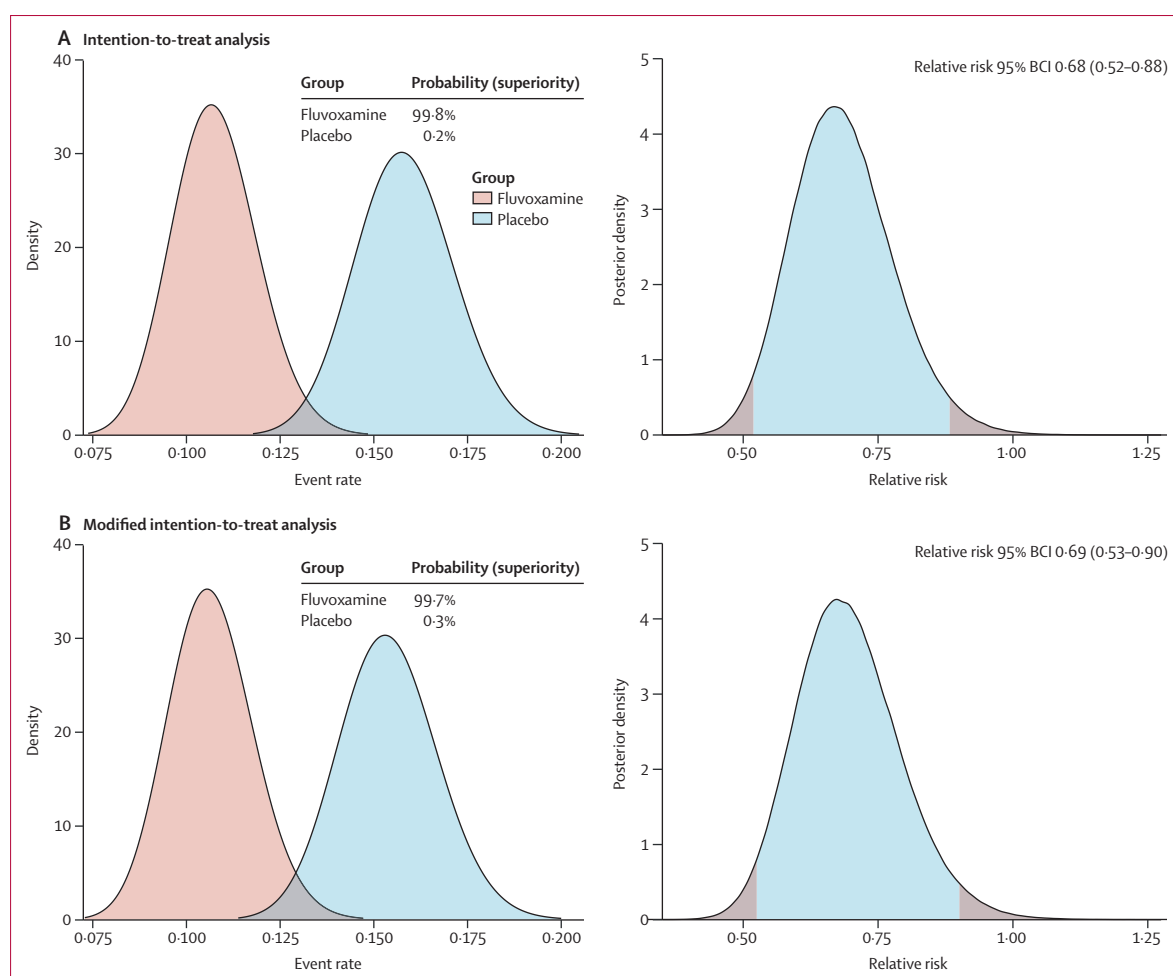 A Intention-to-treat analysis
40
30
20
10
0
Density
0·075 0·100 0·125 0·150 0·175 0·200
Event rate
Group Probability (superiority)
Fluvoxamine 99·8%
Placebo 0·2%
Group
Fluvoxamine
Placebo
Relative risk 95% BCI 0·68 (0·52–0·88)
5
4
3
2
1
0
Posterior density
0·50 0·75 1·00 1·25
Relative risk
B Modified intention-to-treat analysis
40
30
20
10
0
Density
0·075 0·100 0·125 0·150 0·175 0·200
Event rate
Group Probability (superiority)
Fluvoxamine 99·7%
Placebo 0·3%
Relative risk 95% BCI 0·69 (0·53–0·90)
5
4
3
2
1
0
Posterior density
0·50 0·75 1·00 1·25
Relative risk